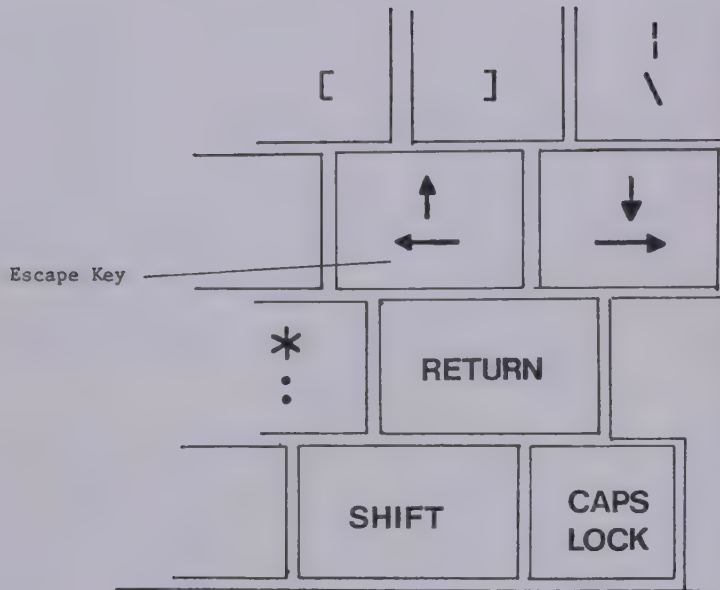 [ ] ¦
\
↑ ↓
← →
Escape Key
*
:
RETURN
SHIFT
CAPS
LOCK